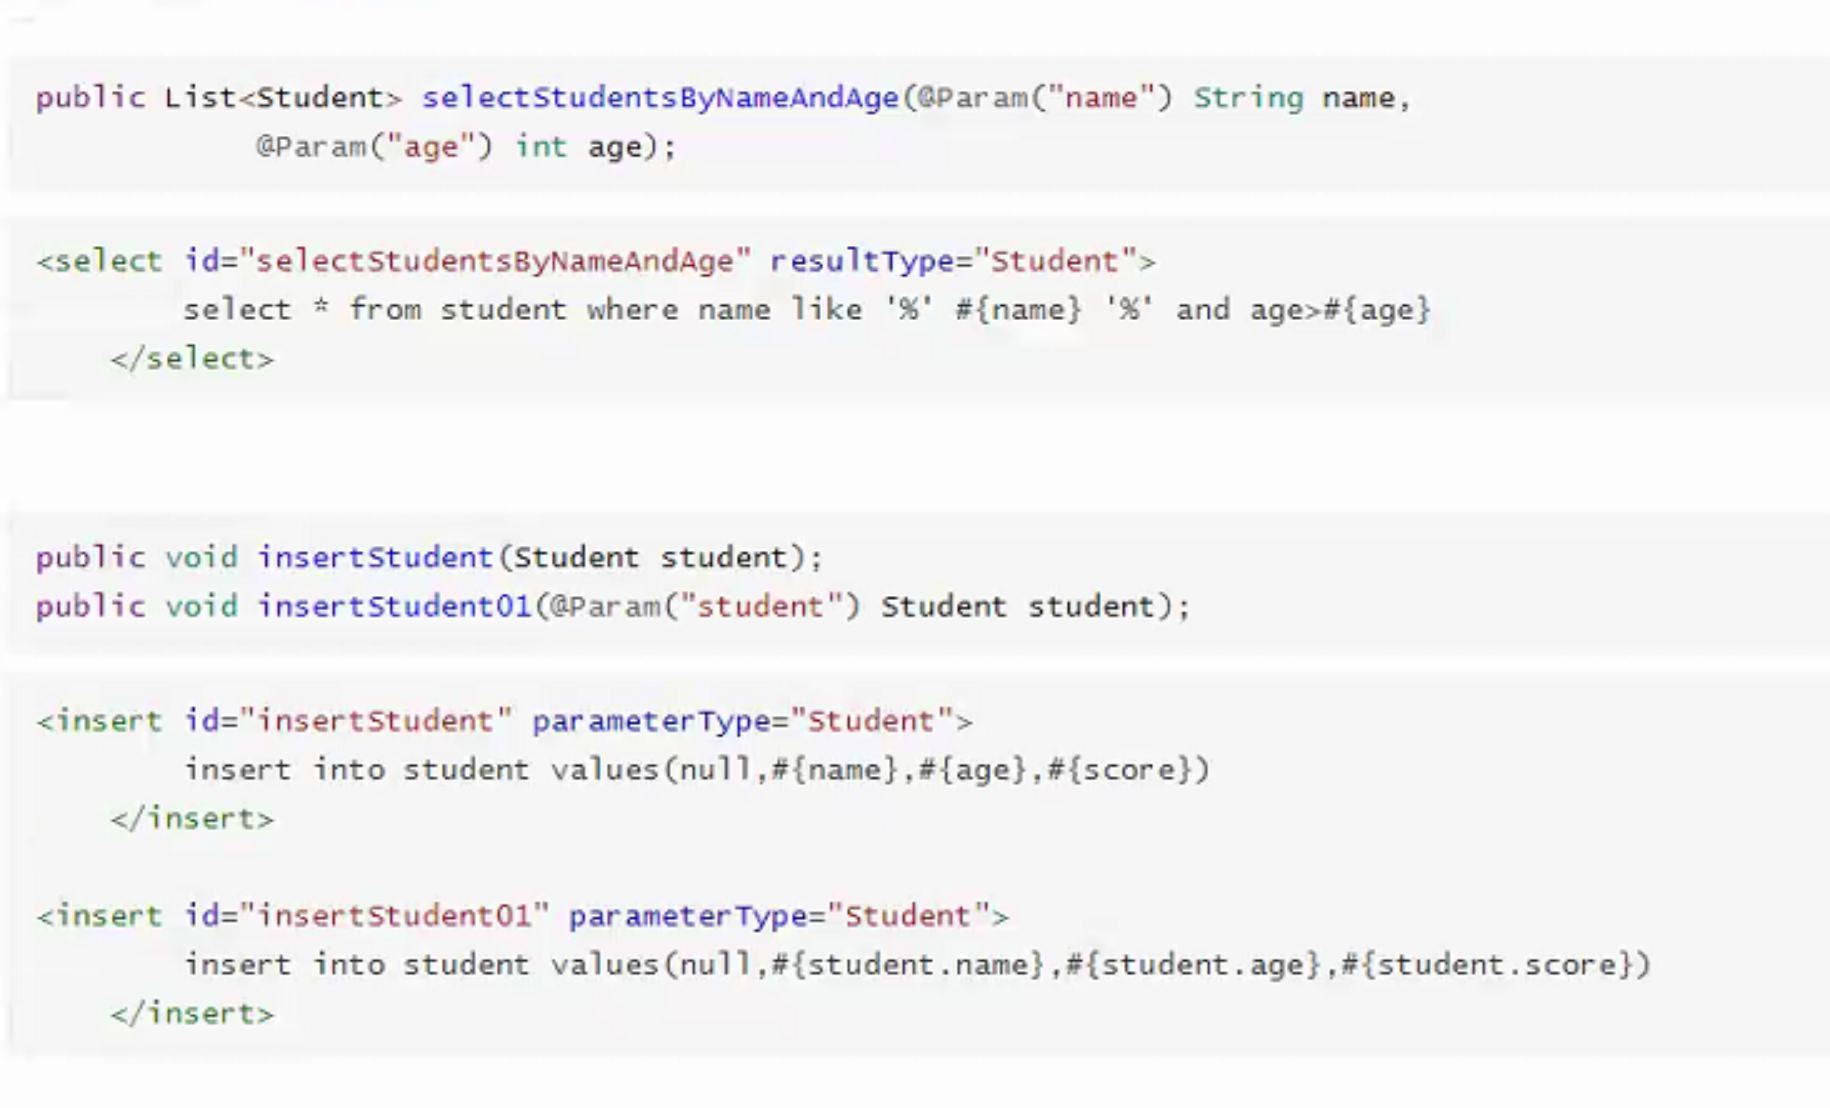 public List<Student> selectStudentsByNameAndAge(@Param("name") String name,
@Param("age") int age);
<select id="selectStudentsByNameAndAge" resultType="Student">
select * from student where name like '%' #{name} '%' and age>#{age}
</select>
public void insertStudent(Student student);
public void insertStudent01(@Param("student") Student student);
<insert id="insertStudent" parameterType="Student">
insert into student values(null,#{name},#{age},#{score})
</insert>
<insert id="insertStudent01" parameterType="Student">
insert into student values(null,#{student.name},#{student.age},#{student.score})
</insert>